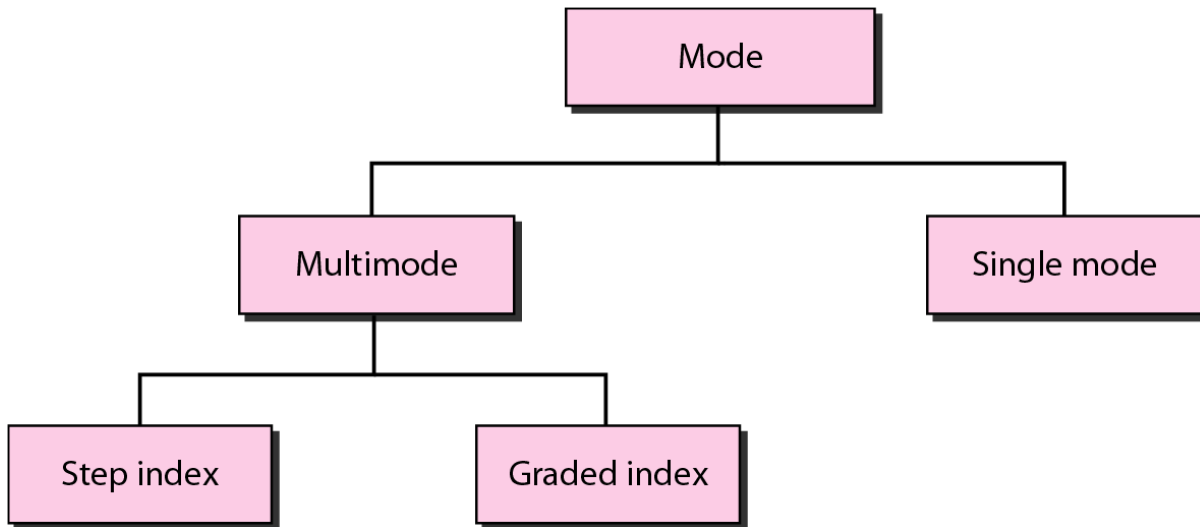 Mode
Multimode
Single mode
Step index
Graded index